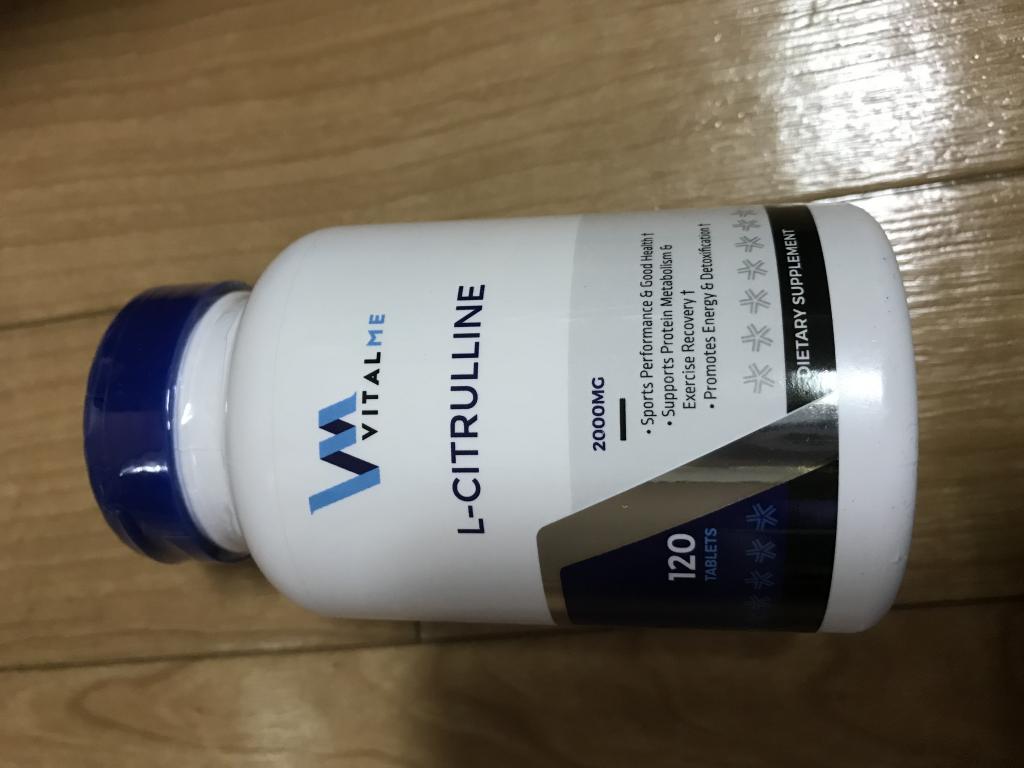 VITALME
L-CITRULLINE
2000MG
• Sports Performance & Good Health†
• Supports Protein Metabolism &
Exercise Recovery †
• Promotes Energy & Detoxification †
120
TABLETS
DIETARY SUPPLEMENT